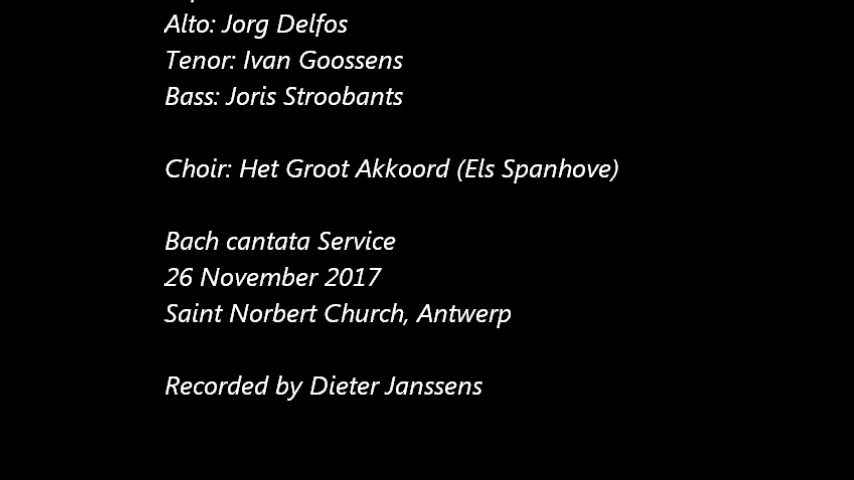 Alto: Jorg Delfos
Tenor: Ivan Goossens
Bass: Joris Stroobants
Choir: Het Groot Akkoord (Els Spanhove)
Bach cantata Service
26 November 2017
Saint Norbert Church, Antwerp
Recorded by Dieter Janssens